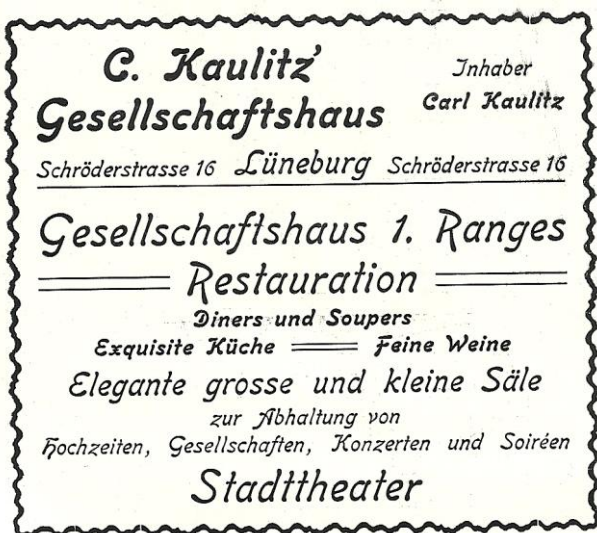 C. Kaulitz'
Gesellschaftshaus
Inhaber
Carl Kaulitz
Schröderstrasse 16 Lüneburg Schröderstrasse 16
Gesellschaftshaus 1. Ranges
Restauration
Diners und Soupers
Exquisite Küche Feine Weine
Elegante grosse und kleine Säle
zur Abhaltung von
Hochzeiten, Gesellschaften, Konzerten und Soiréen
Stadttheater